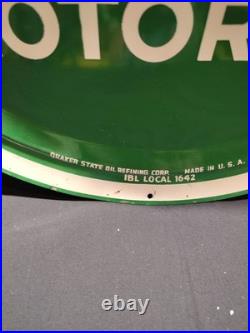 OTOR
QUAKER STATE OIL REFINING CORP. MADE IN U.S.A.
IBL LOCAL 1642